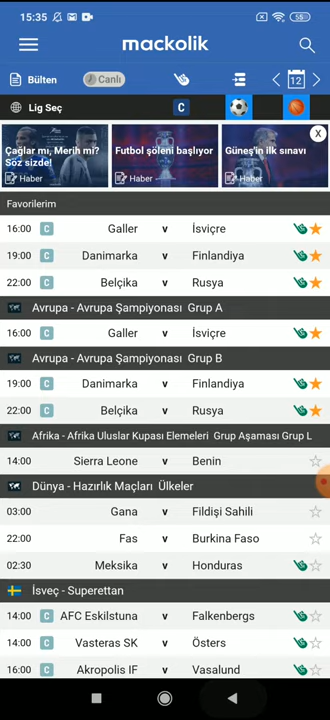 15:35
55
mackolik
Bülten
Canlı
12
Lig Seç
C
Çağlar mı, Merih mi?
Söz sizde!
Haber
Futbol şöleni başlıyor
Haber
Güneş'in ilk sınavı
Haber
X
Favorilerim
16:00 C Galler v İsviçre
19:00 C Danimarka v Finlandiya
22:00 C Belçika v Rusya
Avrupa - Avrupa Şampiyonası Grup A
16:00 C Galler v İsviçre
Avrupa - Avrupa Şampiyonası Grup B
19:00 C Danimarka v Finlandiya
22:00 C Belçika v Rusya
Afrika - Afrika Uluslar Kupası Elemeleri Grup Aşaması Grup L
14:00 Sierra Leone v Benin
Dünya - Hazırlık Maçları Ülkeler
03:00 Gana v Fildişi Sahili
22:00 Fas v Burkina Faso
02:30 Meksika v Honduras
İsveç - Superettan
14:00 C AFC Eskilstuna v Falkenbergs
14:00 C Vasteras SK v Östers
16:00 C Akropolis IF v Vasalund